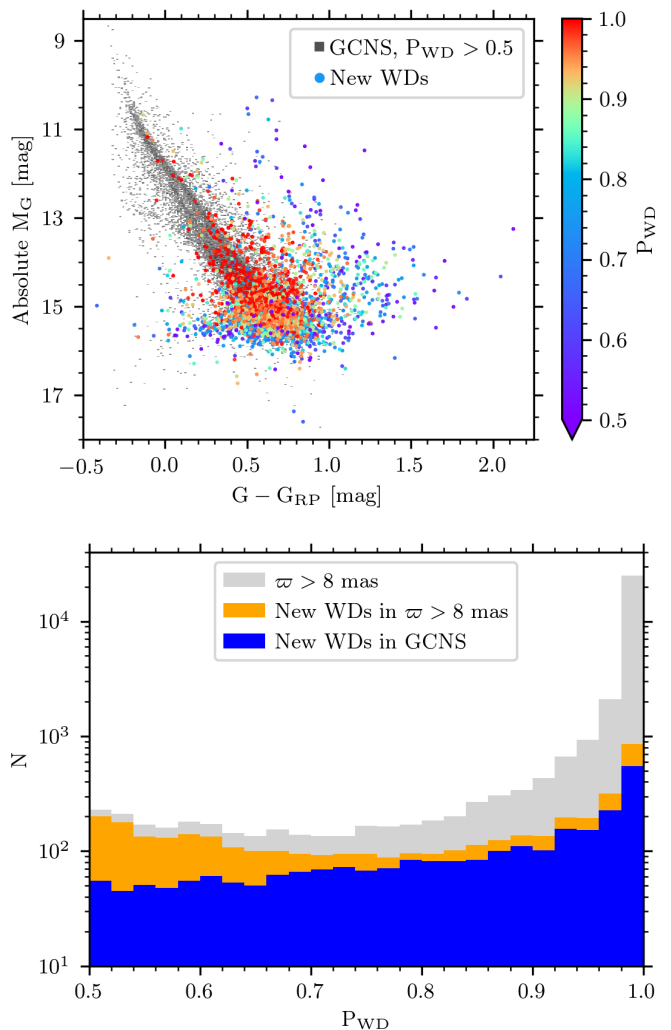 9
11
13
15
17
Absolute M_G [mag]
GCNS, P_WD > 0.5
New WDs
−0.5
0.0
0.5
1.0
1.5
2.0
G − G_RP [mag]
1.0
0.9
0.8
0.7
0.6
0.5
P_WD
ϖ > 8 mas
New WDs in ϖ > 8 mas
New WDs in GCNS
10^4
10^3
10^2
10^1
N
0.5
0.6
0.7
0.8
0.9
1.0
P_WD